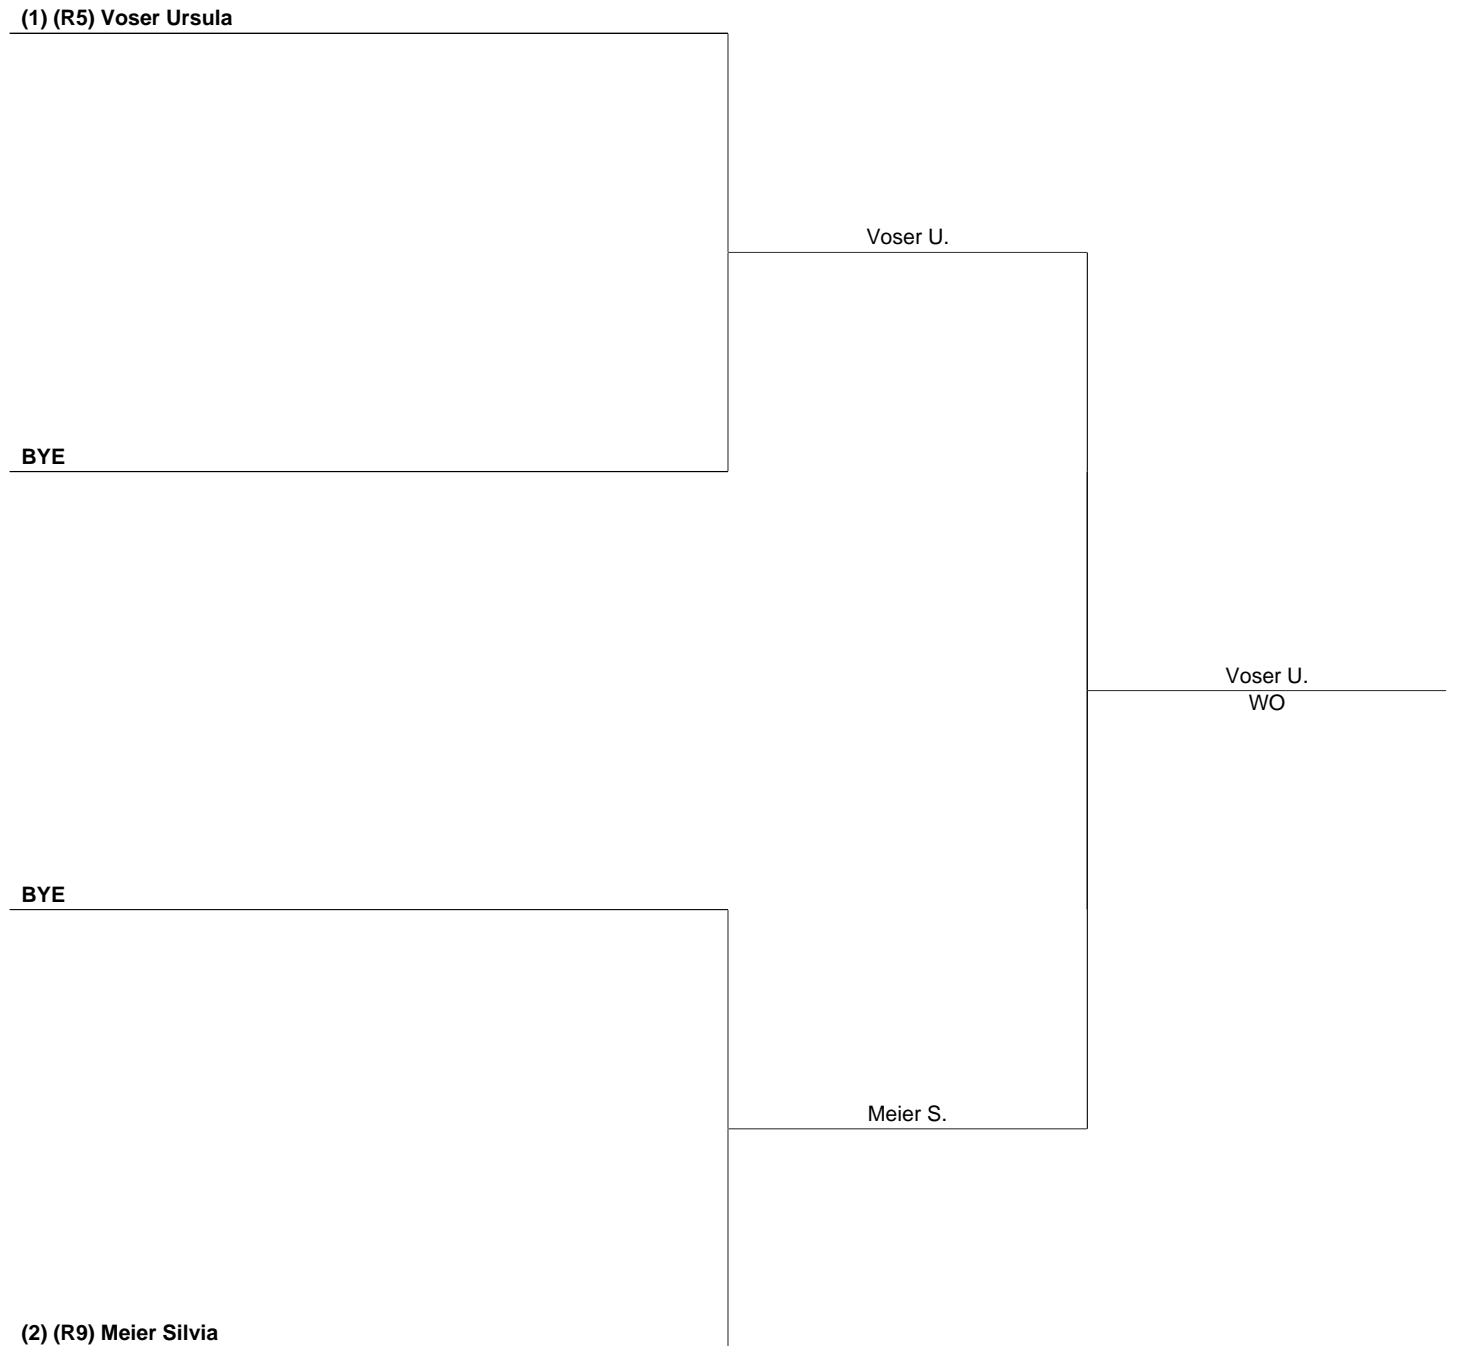 (1) (R5) Voser Ursula
Voser U.
BYE
Voser U.
WO
BYE
Meier S.
(2) (R9) Meier Silvia